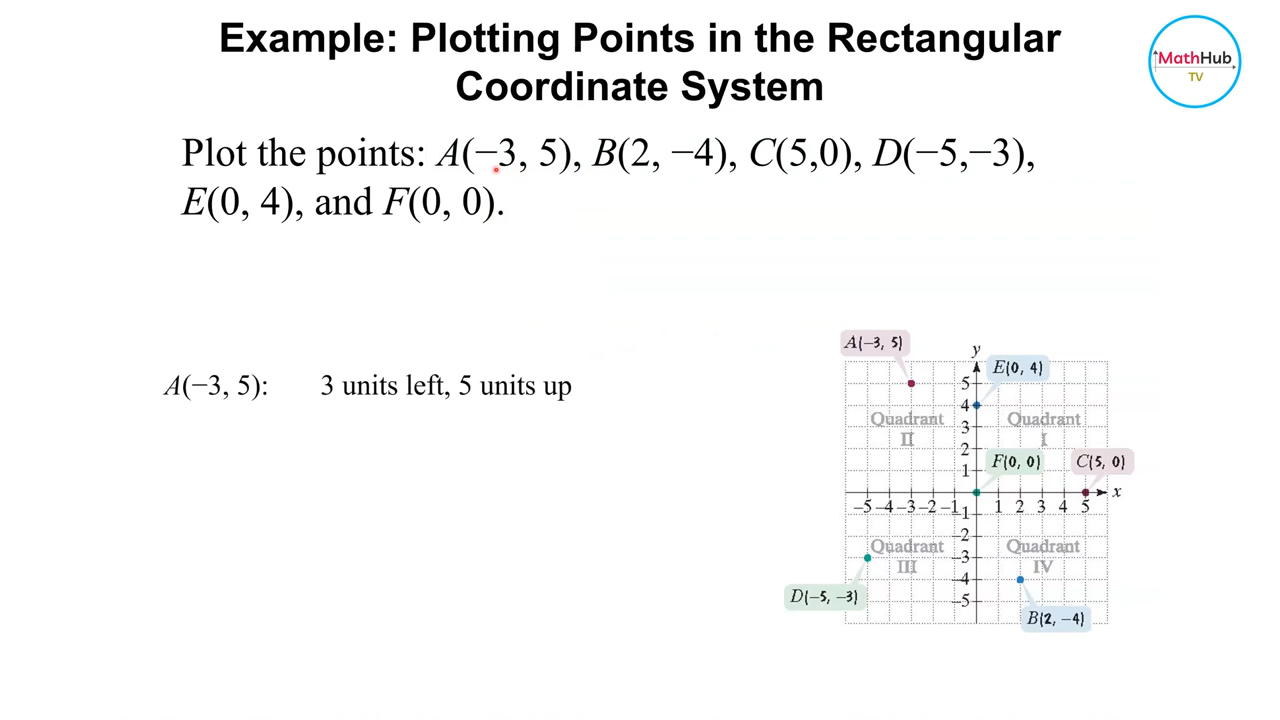 Example: Plotting Points in the Rectangular
Coordinate System
MathHub
TV
Plot the points: A(−3, 5), B(2, −4), C(5,0), D(−5,−3),
E(0, 4), and F(0, 0).
A(−3, 5): 3 units left, 5 units up
A(−3, 5)
y
E(0, 4)
5
4
3
2
1
Quadrant
II
Quadrant
I
F(0, 0)
C(5, 0)
x
−5 −4 −3 −2 −1 1 2 3 4 5
−1
−2
−3
−4
−5
Quadrant
III
Quadrant
IV
D(−5, −3)
B(2, −4)